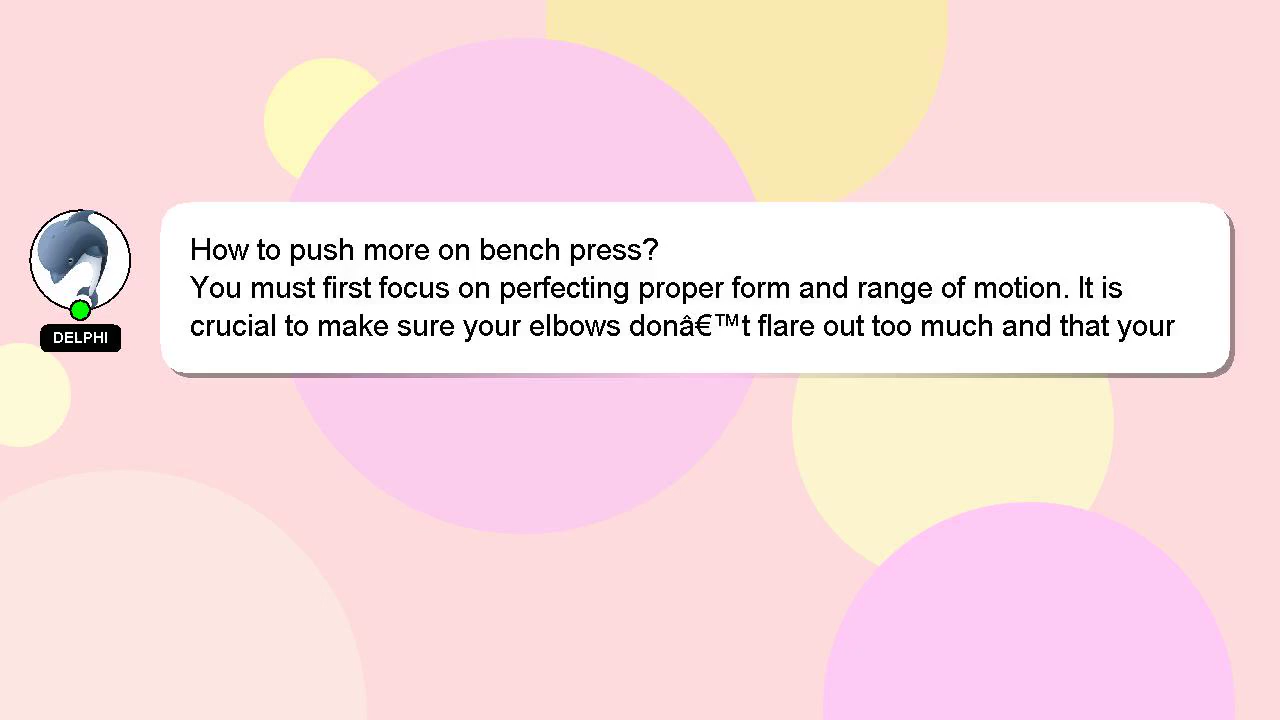 How to push more on bench press?
You must first focus on perfecting proper form and range of motion. It is
crucial to make sure your elbows donâ€™t flare out too much and that your
DELPHI